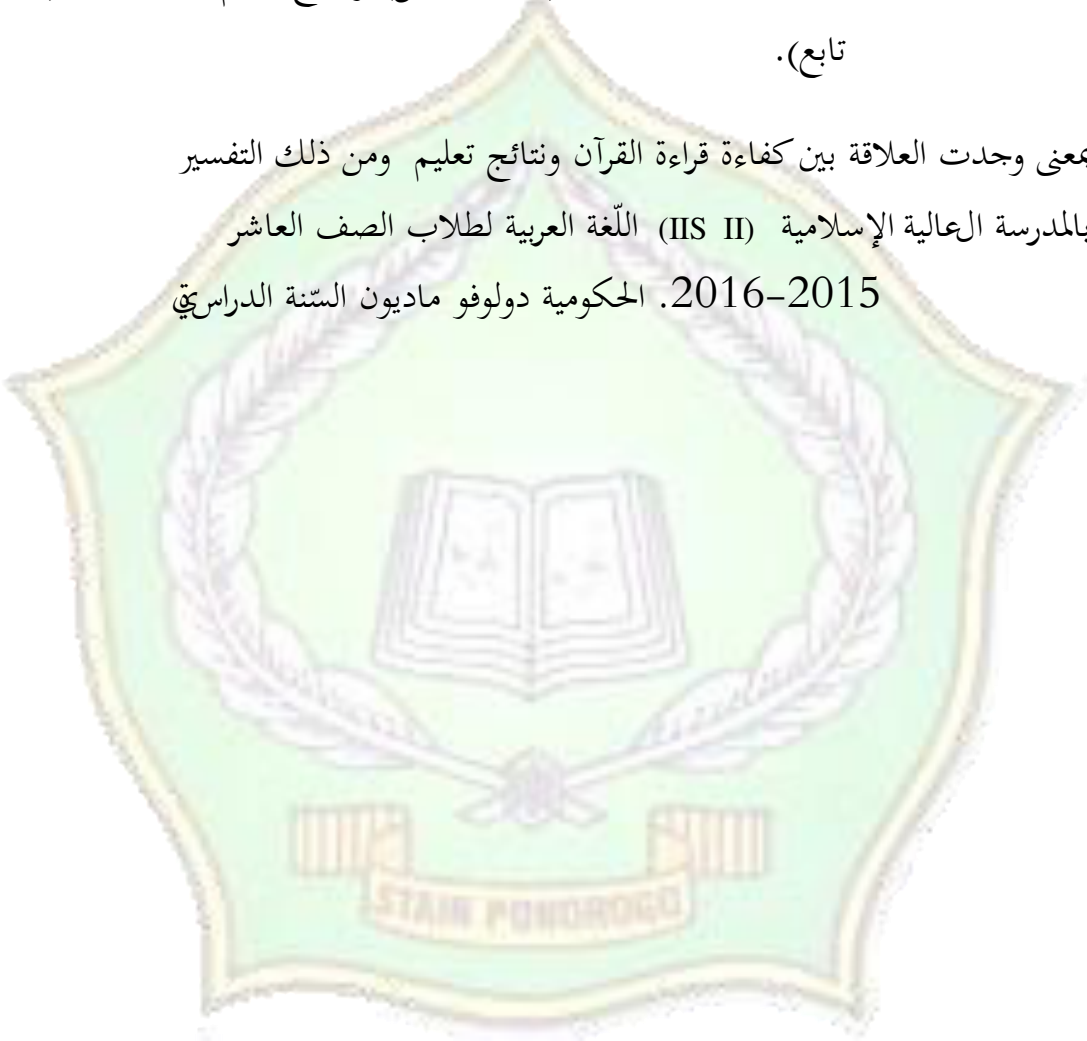 تابع).
بمعنى وجدت العلاقة بين كفاءة قراءة القرآن ونتائج تعليم ومن ذلك التفسير
بالمدرسة العالية الإسلامية (IIS II) اللّغة العربية لطلاب الصف العاشر
2015–2016. الحكومية دولوفو ماديون السّنة الدراسية
STAIN PONOROGO